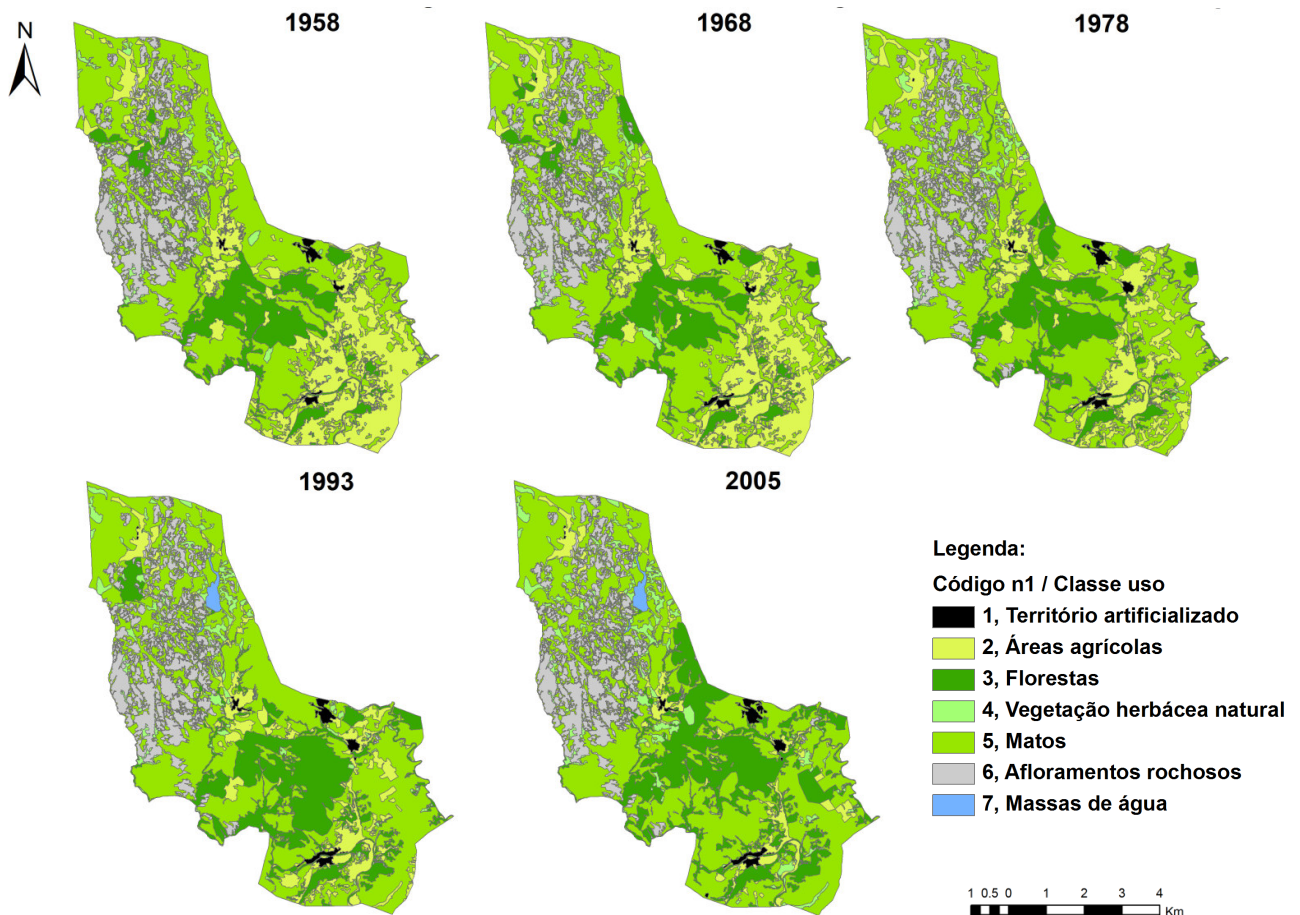 N
1958
1968
1978
1993
2005
Legenda:
Código n1 / Classe uso
1, Território artificializado
2, Áreas agrícolas
3, Florestas
4, Vegetação herbácea natural
5, Matos
6, Afloramentos rochosos
7, Massas de água
1 0.5 0 1 2 3 4
Km